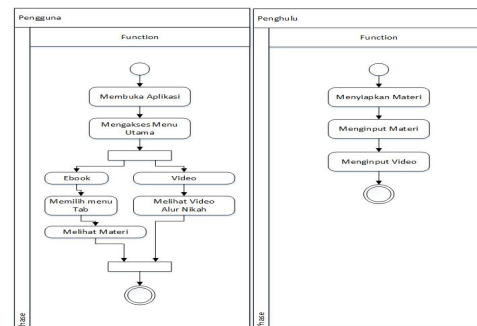 Pengguna
Function
Membuka Aplikasi
Mengakses Menu
Utama
Ebook
Video
Memilih menu
Tab
Melihat Video
Alur Nikah
Melihat Materi
Penghulu
Function
Menyiapkan Materi
Menginput Materi
Menginput Video